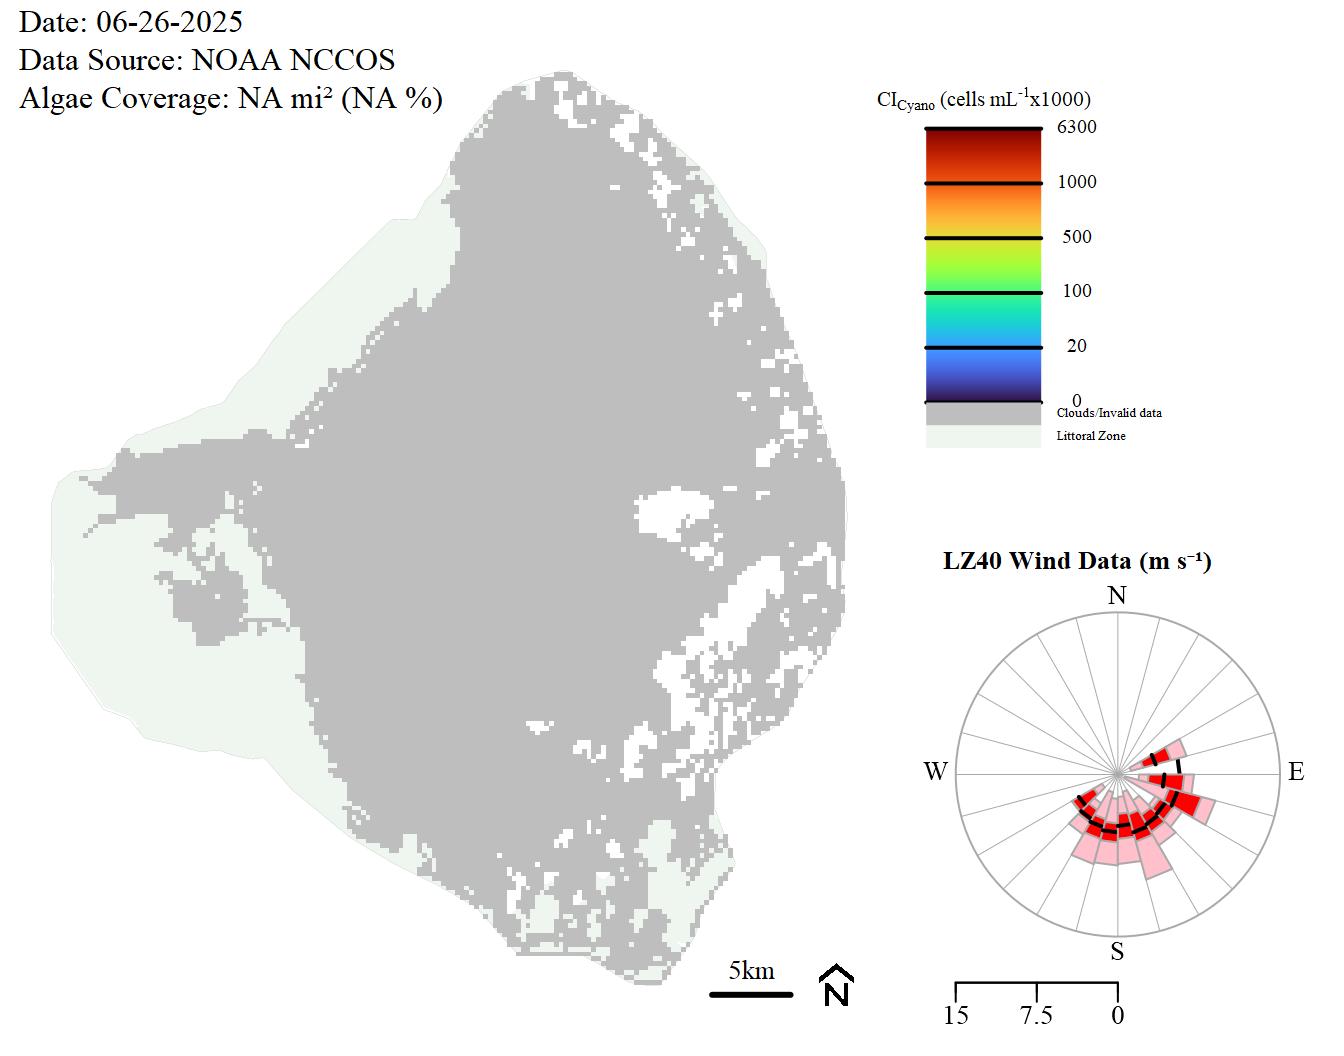 Date: 06-26-2025
Data Source: NOAA NCCOS
Algae Coverage: NA mi² (NA %)
CI_Cyano (cells mL⁻¹x1000)
6300
1000
500
100
20
0
Clouds/Invalid data
Littoral Zone
LZ40 Wind Data (m s⁻¹)
N
W
E
S
5km
N
15 7.5 0